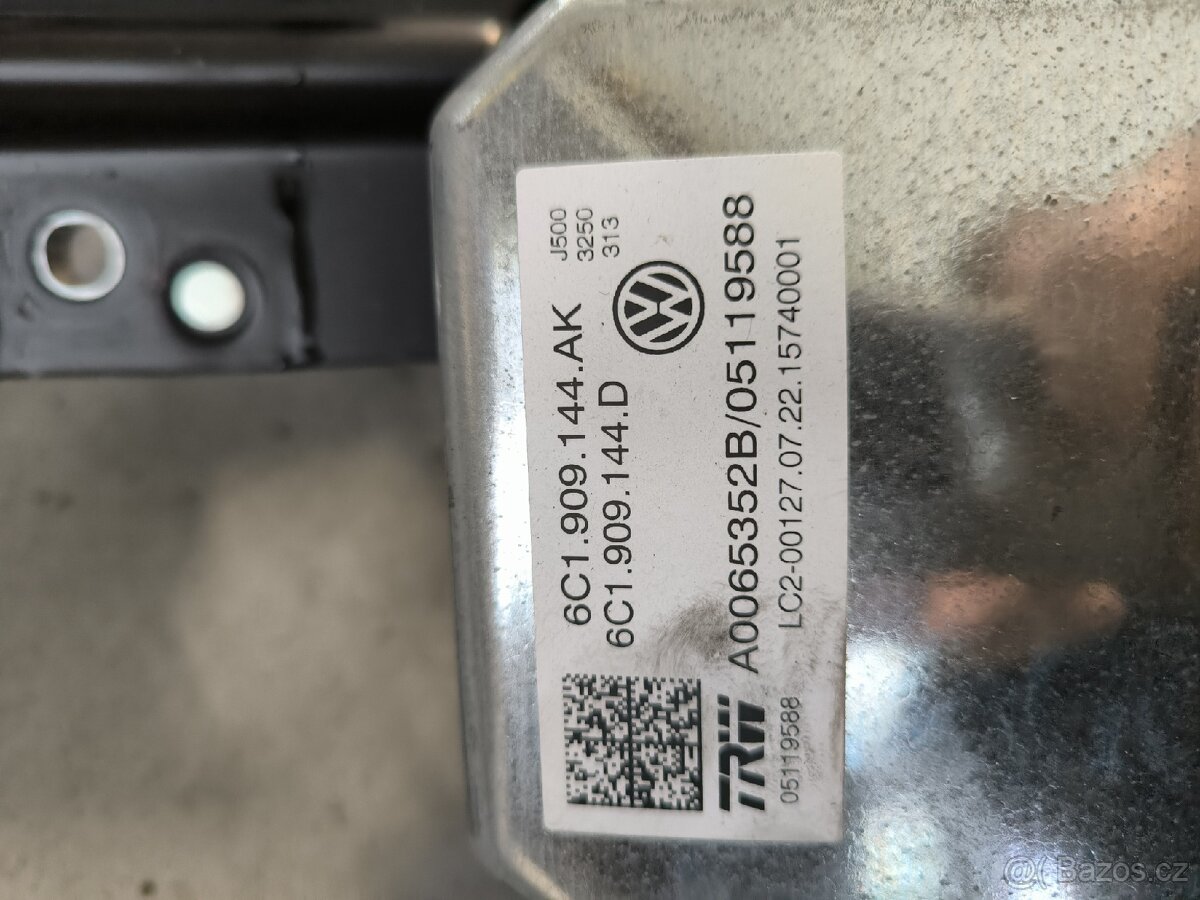 6C1.909.144.AK
6C1.909.144.D
J500
3250
313
A0065352B/05119588
LC2-00127.07.22.15740001
TRW
05119588
@( Bazoš.cz